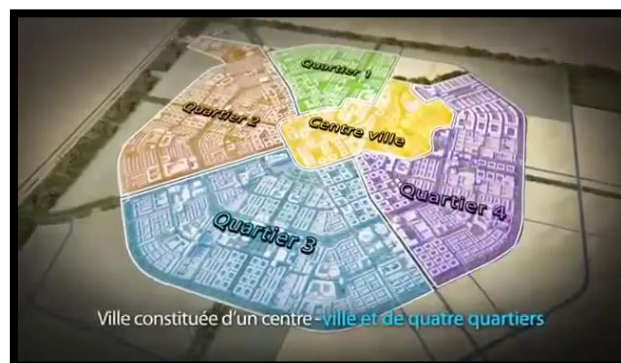 Quartier 1
Quartier 2
Centre ville
Quartier 4
Quartier 3
Ville constituée d'un centre - ville et de quatre quartiers